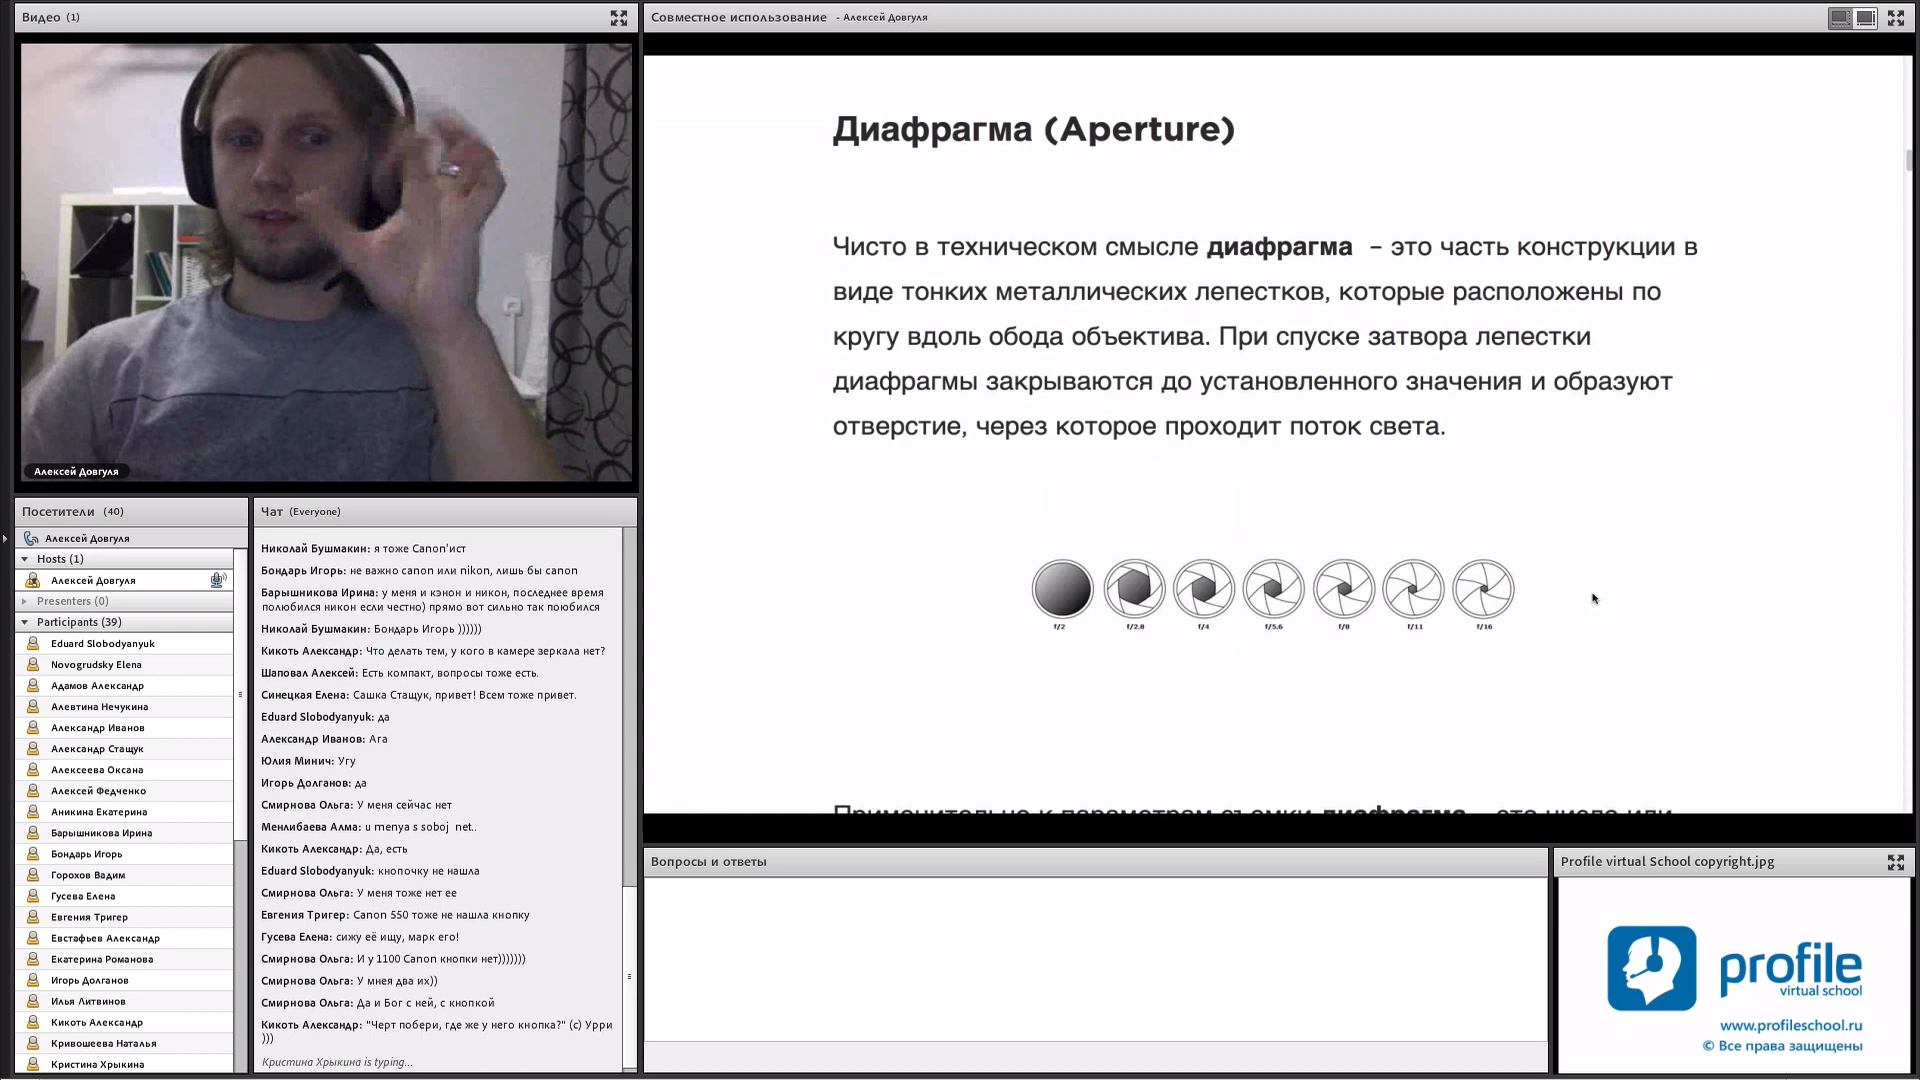 Видео (1)
Алексей Довгуля
Совместное использование - Алексей Довгуля
Диафрагма (Aperture)
Чисто в техническом смысле диафрагма – это часть конструкции в
виде тонких металлических лепестков, которые расположены по
кругу вдоль обода объектива. При спуске затвора лепестки
диафрагмы закрываются до установленного значения и образуют
отверстие, через которое проходит поток света.
f/2 f/2.8 f/4 f/5.6 f/8 f/11 f/16
Применительно к параметрам съемки диафрагма – это число или
Посетители (40)
Алексей Довгуля
Hosts (1)
Алексей Довгуля
Presenters (0)
Participants (39)
Eduard Slobodyanyuk
Novogrudsky Elena
Адамов Александр
Алевтина Нечукина
Александр Иванов
Александр Стащук
Алексеева Оксана
Алексей Федченко
Аникина Екатерина
Барышникова Ирина
Бондарь Игорь
Горохов Вадим
Гусева Елена
Евгения Тригер
Евстафьев Александр
Екатерина Романова
Игорь Долганов
Илья Литвинов
Кикоть Александр
Кривошеева Наталья
Кристина Хрыкина
Чат (Everyone)
Николай Бушмакин: я тоже Canon'ист
Бондарь Игорь: не важно canon или nikon, лишь бы canon
Барышникова Ирина: у меня и кэнон и никон, последнее время
полюбился никон если честно) прямо вот сильно так поюбился
Николай Бушмакин: Бондарь Игорь ))))))
Кикоть Александр: Что делать тем, у кого в камере зеркала нет?
Шаповал Алексей: Есть компакт, вопросы тоже есть.
Синецкая Елена: Сашка Стащук, привет! Всем тоже привет.
Eduard Slobodyanyuk: да
Александр Иванов: Ага
Юлия Минич: Угу
Игорь Долганов: да
Смирнова Ольга: У меня сейчас нет
Менлибаева Алма: u menya s soboj net..
Кикоть Александр: Да, есть
Eduard Slobodyanyuk: кнопочку не нашла
Смирнова Ольга: У меня тоже нет ее
Евгения Тригер: Canon 550 тоже не нашла кнопку
Гусева Елена: сижу её ищу, марк его!
Смирнова Ольга: И у 1100 Canon кнопки нет)))))))
Смирнова Ольга: У мнея два их))
Смирнова Ольга: Да и Бог с ней, с кнопкой
Кикоть Александр: "Черт побери, где же у него кнопка?" (с) Урри
)))
Кристина Хрыкина is typing...
Вопросы и ответы
Profile virtual School copyright.jpg
profile
virtual school
www.profileschool.ru
© Все права защищены